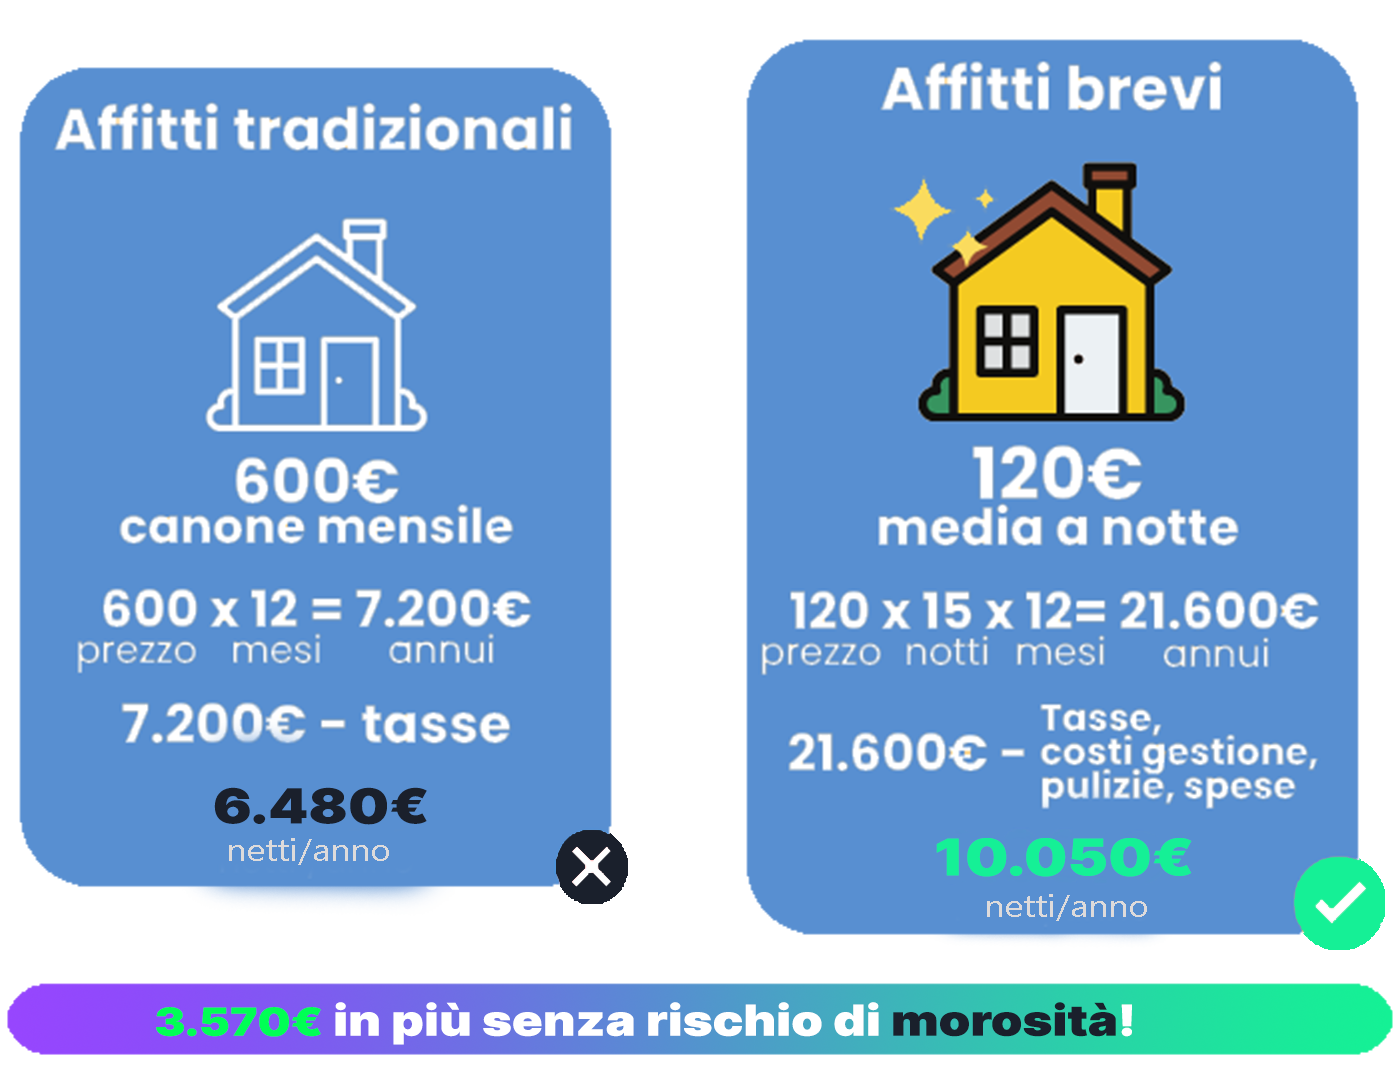 Affitti tradizionali
600€
canone mensile
600 x 12 = 7.200€
prezzo mesi annui
7.200€ - tasse
6.480€
netti/anno
Affitti brevi
120€
media a notte
120 x 15 x 12= 21.600€
prezzo notti mesi annui
21.600€ - Tasse,
costi gestione,
pulizie, spese
10.050€
netti/anno
3.570€ in più senza rischio di morosità!